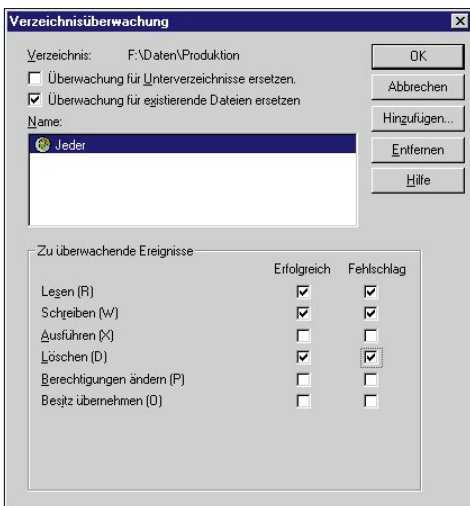 Verzeichnisüberwachung
Verzeichnis: F:\Daten\Produktion
Überwachung für Unterverzeichnisse ersetzen.
Überwachung für existierende Dateien ersetzen
Name:
Jeder
OK
Abbrechen
Hinzufügen...
Entfernen
Hilfe
Zu überwachende Ereignisse
Erfolgreich Fehlschlag
Lesen (R)
Schreiben (W)
Ausführen (X)
Löschen (D)
Berechtigungen ändern (P)
Besitz übernehmen (O)